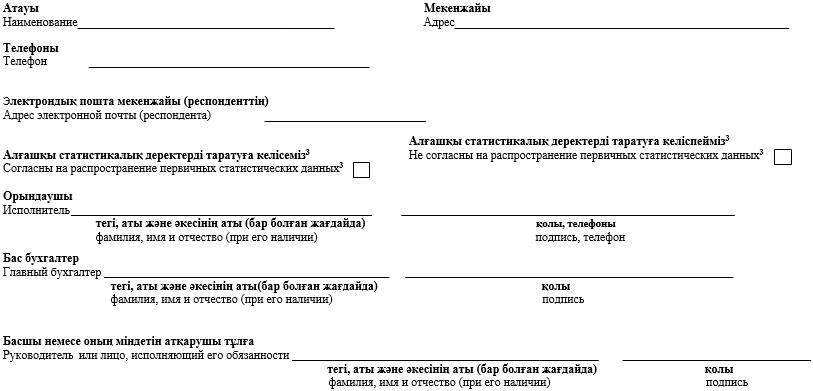 Атауы
Наименование
Мекенжайы
Адрес
Телефоны
Телефон
Электрондық пошта мекенжайы (респонденттің)
Адрес электронной почты (респондента)
Алғашқы статистикалық деректерді таратуға келісеміз³
Согласны на распространение первичных статистических данных³
Алғашқы статистикалық деректерді таратуға келіспейміз³
Не согласны на распространение первичных статистических данных³
Орындаушы
Исполнитель
тегі, аты және әкесінің аты (бар болған жағдайда)
фамилия, имя и отчество (при его наличии)
қолы, телефоны
подпись, телефон
Бас бухгалтер
Главный бухгалтер
тегі, аты және әкесінің аты(бар болған жағдайда)
фамилия, имя и отчество (при его наличии)
қолы
подпись
Басшы немесе оның міндетін атқарушы тұлға
Руководитель или лицо, исполняющий его обязанности
тегі, аты және әкесінің аты (бар болған жағдайда)
фамилия, имя и отчество (при его наличии)
қолы
подпись